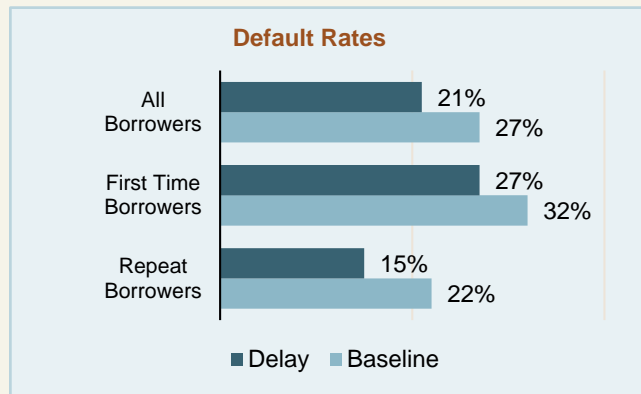 Default Rates
All
Borrowers
21%
27%
First Time
Borrowers
27%
32%
Repeat
Borrowers
15%
22%
Delay Baseline